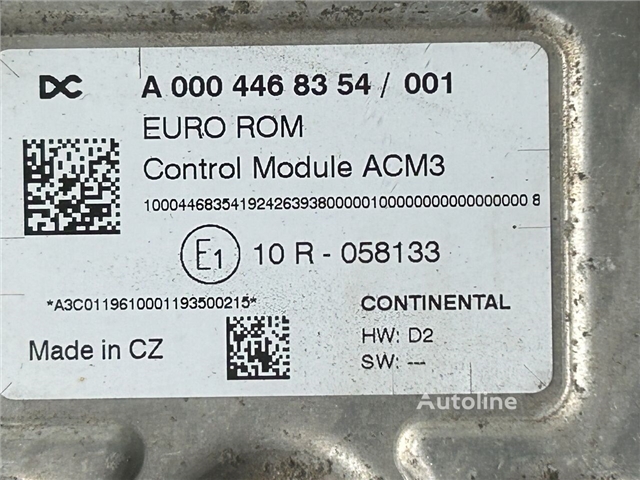 DC A 000 446 83 54 / 001
EURO ROM
Control Module ACM3
10004468354192426393800000100000000000000000 8
E1 10 R - 058133
*A3C0119610001193500215* CONTINENTAL
HW: D2
Made in CZ
SW: ---
Autoline